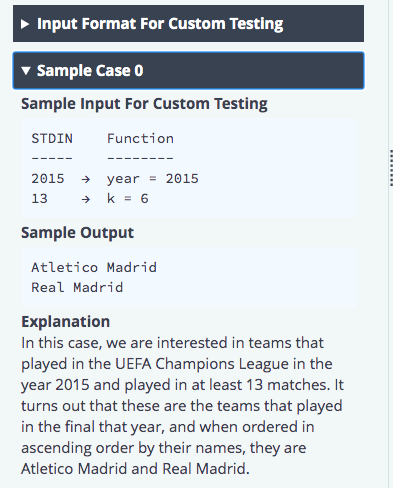 ▶ Input Format For Custom Testing
▼ Sample Case 0
Sample Input For Custom Testing
STDIN    Function
-----    --------
2015  →  year = 2015
13    →  k = 6
Sample Output
Atletico Madrid
Real Madrid
Explanation
In this case, we are interested in teams that
played in the UEFA Champions League in the
year 2015 and played in at least 13 matches. It
turns out that these are the teams that played
in the final that year, and when ordered in
ascending order by their names, they are
Atletico Madrid and Real Madrid.